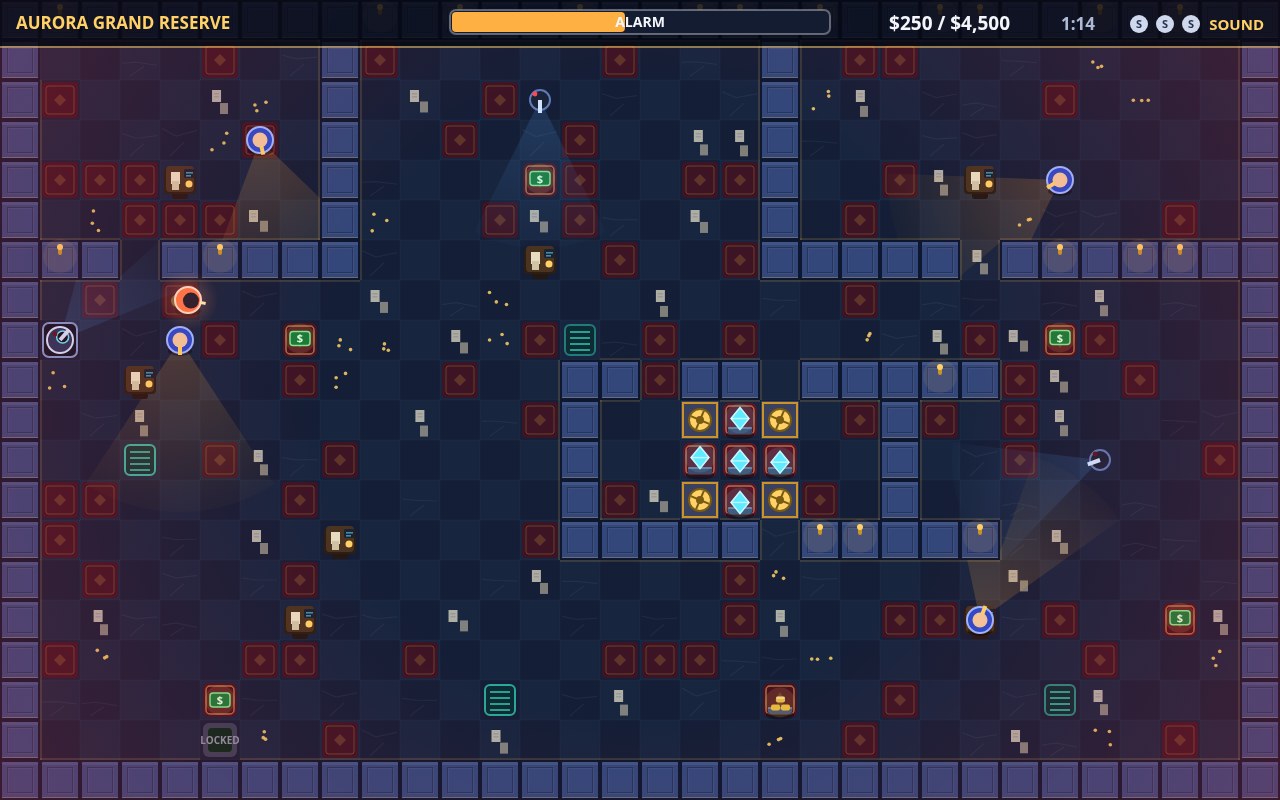 AURORA GRAND RESERVE
ALARM
$250 / $4,500
1:14
S S S SOUND
$
$
$
$
$
LOCKED